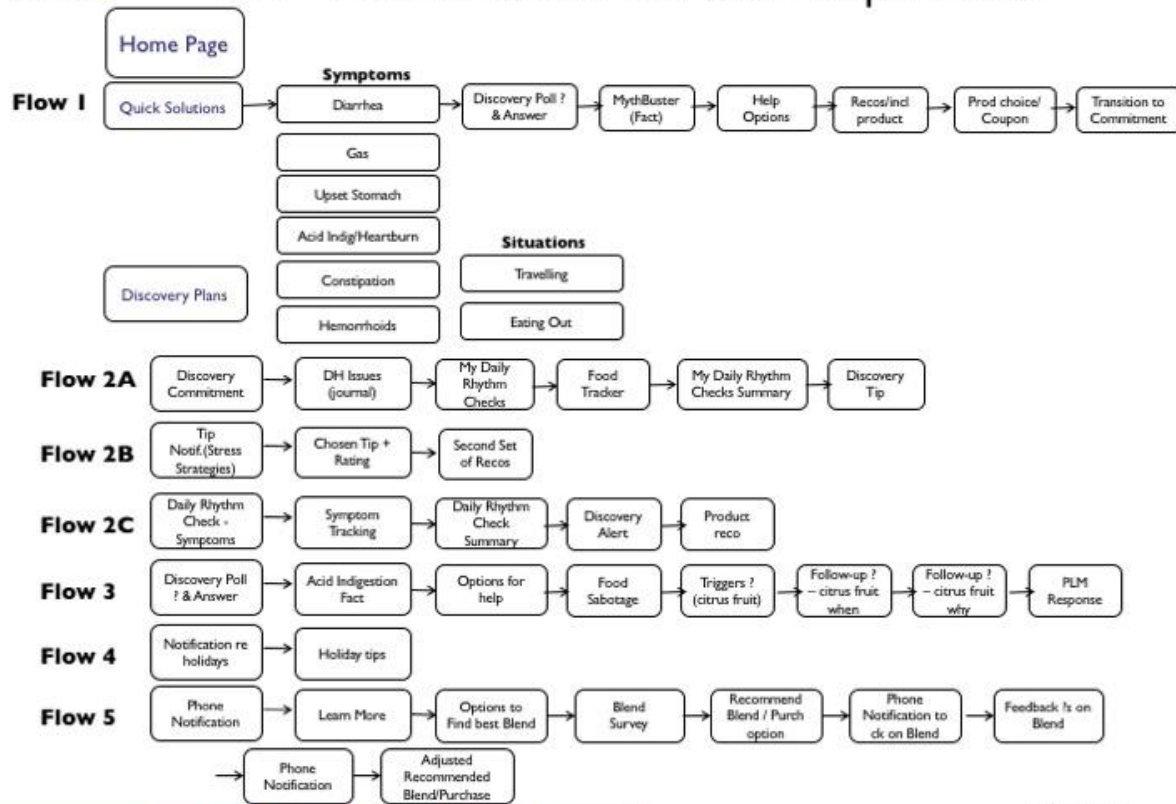 Home Page
Symptoms
Flow 1
Quick Solutions
Diarrhea
Discovery Poll ?
& Answer
MythBuster
(Fact)
Help
Options
Recos/incl
product
Prod choice/
Coupon
Transition to
Commitment
Gas
Upset Stomach
Acid Indig/Heartburn
Situations
Constipation
Travelling
Discovery Plans
Hemorrhoids
Eating Out
Flow 2A
Discovery
Commitment
DH Issues
(journal)
My Daily
Rhythm
Checks
Food
Tracker
My Daily Rhythm
Checks Summary
Discovery
Tip
Flow 2B
Tip
Notif.(Stress
Strategies)
Chosen Tip +
Rating
Second Set
of Recos
Flow 2C
Daily Rhythm
Check -
Symptoms
Symptom
Tracking
Daily Rhythm
Check
Summary
Discovery
Alert
Product
reco
Flow 3
Discovery Poll
? & Answer
Acid Indigestion
Fact
Options for
help
Food
Sabotage
Triggers ?
(citrus fruit)
Follow-up ?
– citrus fruit
when
Follow-up ?
– citrus fruit
why
PLM
Response
Flow 4
Notification re
holidays
Holiday tips
Flow 5
Phone
Notification
Learn More
Options to
Find best Blend
Blend
Survey
Recommend
Blend / Purch
option
Phone
Notification to
ck on Blend
Feedback ?s on
Blend
Phone
Notification
Adjusted
Recommended
Blend/Purchase